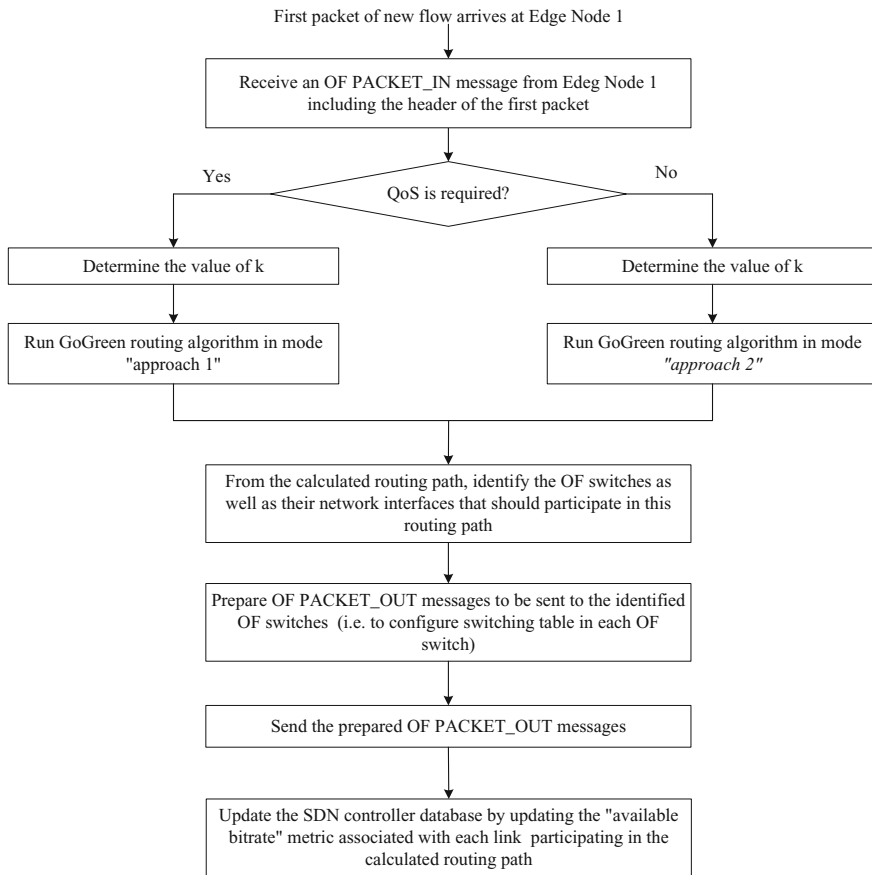 First packet of new flow arrives at Edge Node 1
Receive an OF PACKET_IN message from Edeg Node 1
including the header of the first packet
Yes
QoS is required?
No
Determine the value of k
Determine the value of k
Run GoGreen routing algorithm in mode
"approach 1"
Run GoGreen routing algorithm in mode
"approach 2"
From the calculated routing path, identify the OF switches as
well as their network interfaces that should participate in this
routing path
Prepare OF PACKET_OUT messages to be sent to the identified
OF switches (i.e. to configure switching table in each OF
switch)
Send the prepared OF PACKET_OUT messages
Update the SDN controller database by updating the "available
bitrate" metric associated with each link participating in the
calculated routing path